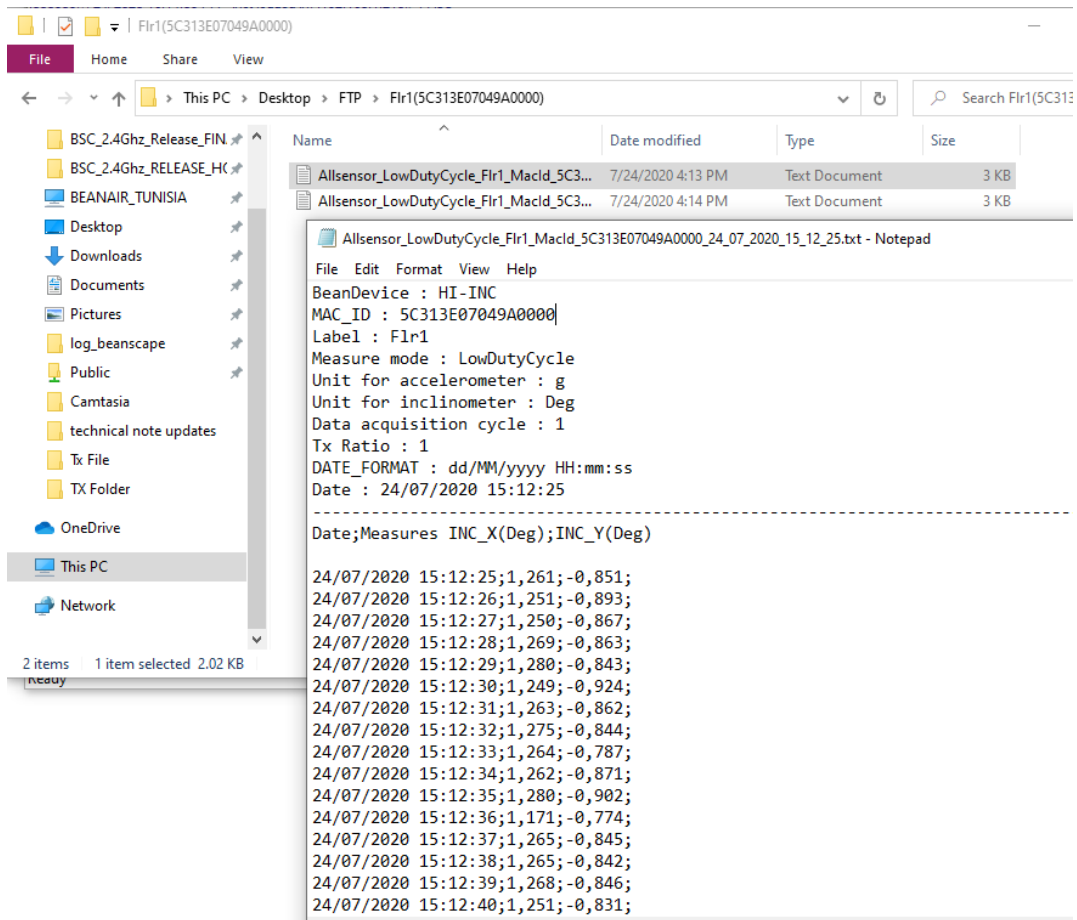 Flr1(5C313E07049A0000)
File Home Share View
This PC > Desktop > FTP > Flr1(5C313E07049A0000)
Search Flr1(5C313
BSC_2.4Ghz_Release_FIN
BSC_2.4Ghz_RELEASE_H(
BEANAIR_TUNISIA
Desktop
Downloads
Documents
Pictures
log_beanscape
Public
Camtasia
technical note updates
Tx File
TX Folder
OneDrive
This PC
Network
2 items 1 item selected 2.02 KB
Ready
Name Date modified Type Size
Allsensor_LowDutyCycle_Flr1_MacId_5C3... 7/24/2020 4:13 PM Text Document 3 KB
Allsensor_LowDutyCycle_Flr1_MacId_5C3... 7/24/2020 4:14 PM Text Document 3 KB
Allsensor_LowDutyCycle_Flr1_MacId_5C313E07049A0000_24_07_2020_15_12_25.txt - Notepad
File Edit Format View Help
BeanDevice : HI-INC
MAC_ID : 5C313E07049A0000
Label : Flr1
Measure mode : LowDutyCycle
Unit for accelerometer : g
Unit for inclinometer : Deg
Data acquisition cycle : 1
Tx Ratio : 1
DATE_FORMAT : dd/MM/yyyy HH:mm:ss
Date : 24/07/2020 15:12:25
---------------------------------------------------------------------------
Date;Measures INC_X(Deg);INC_Y(Deg)
24/07/2020 15:12:25;1,261;-0,851;
24/07/2020 15:12:26;1,251;-0,893;
24/07/2020 15:12:27;1,250;-0,867;
24/07/2020 15:12:28;1,269;-0,863;
24/07/2020 15:12:29;1,280;-0,843;
24/07/2020 15:12:30;1,249;-0,924;
24/07/2020 15:12:31;1,263;-0,862;
24/07/2020 15:12:32;1,275;-0,844;
24/07/2020 15:12:33;1,264;-0,787;
24/07/2020 15:12:34;1,262;-0,871;
24/07/2020 15:12:35;1,280;-0,902;
24/07/2020 15:12:36;1,171;-0,774;
24/07/2020 15:12:37;1,265;-0,845;
24/07/2020 15:12:38;1,265;-0,842;
24/07/2020 15:12:39;1,268;-0,846;
24/07/2020 15:12:40;1,251;-0,831;